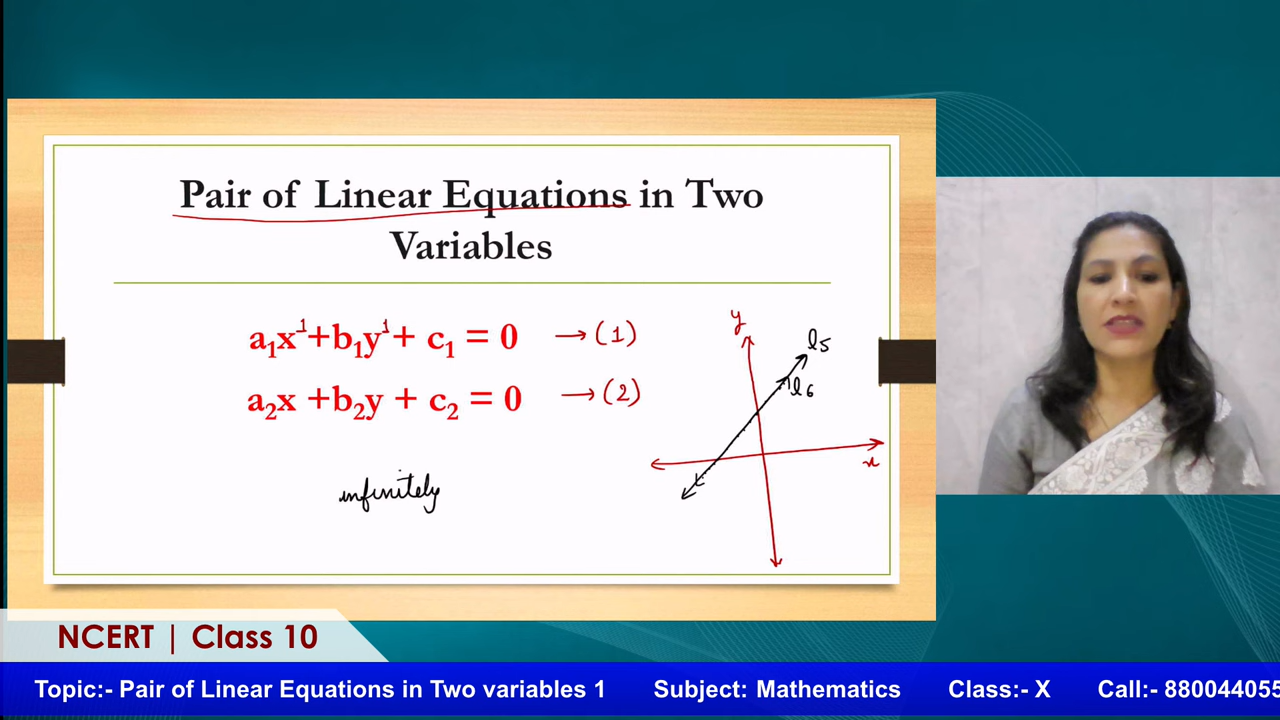 Pair of Linear Equations in Two
Variables
a₁x¹+b₁y¹+ c₁ = 0 → (1)
a₂x +b₂y + c₂ = 0 → (2)
infinitely
y
l₅
l₆
x
NCERT | Class 10
Topic:- Pair of Linear Equations in Two variables 1 Subject: Mathematics Class:- X Call:- 880044055